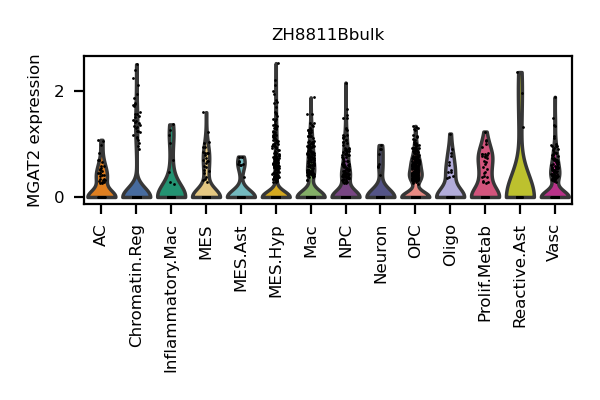 ZH8811Bbulk
MGAT2 expression
2
0
AC
Chromatin.Reg
Inflammatory.Mac
MES
MES.Ast
MES.Hyp
Mac
NPC
Neuron
OPC
Oligo
Prolif.Metab
Reactive.Ast
Vasc